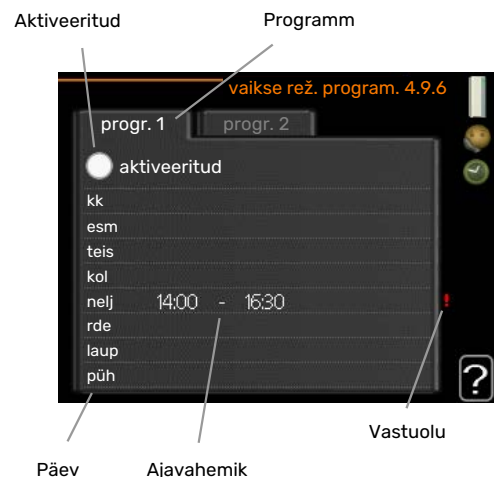 Aktiveeritud Programm
vaikse rež. program. 4.9.6
progr. 1 progr. 2
aktiveeritud
kk
esm
teis
kol
nelj 14:00 - 16:30 !
rde
laup
püh
?
Vastuolu
Päev Ajavahemik